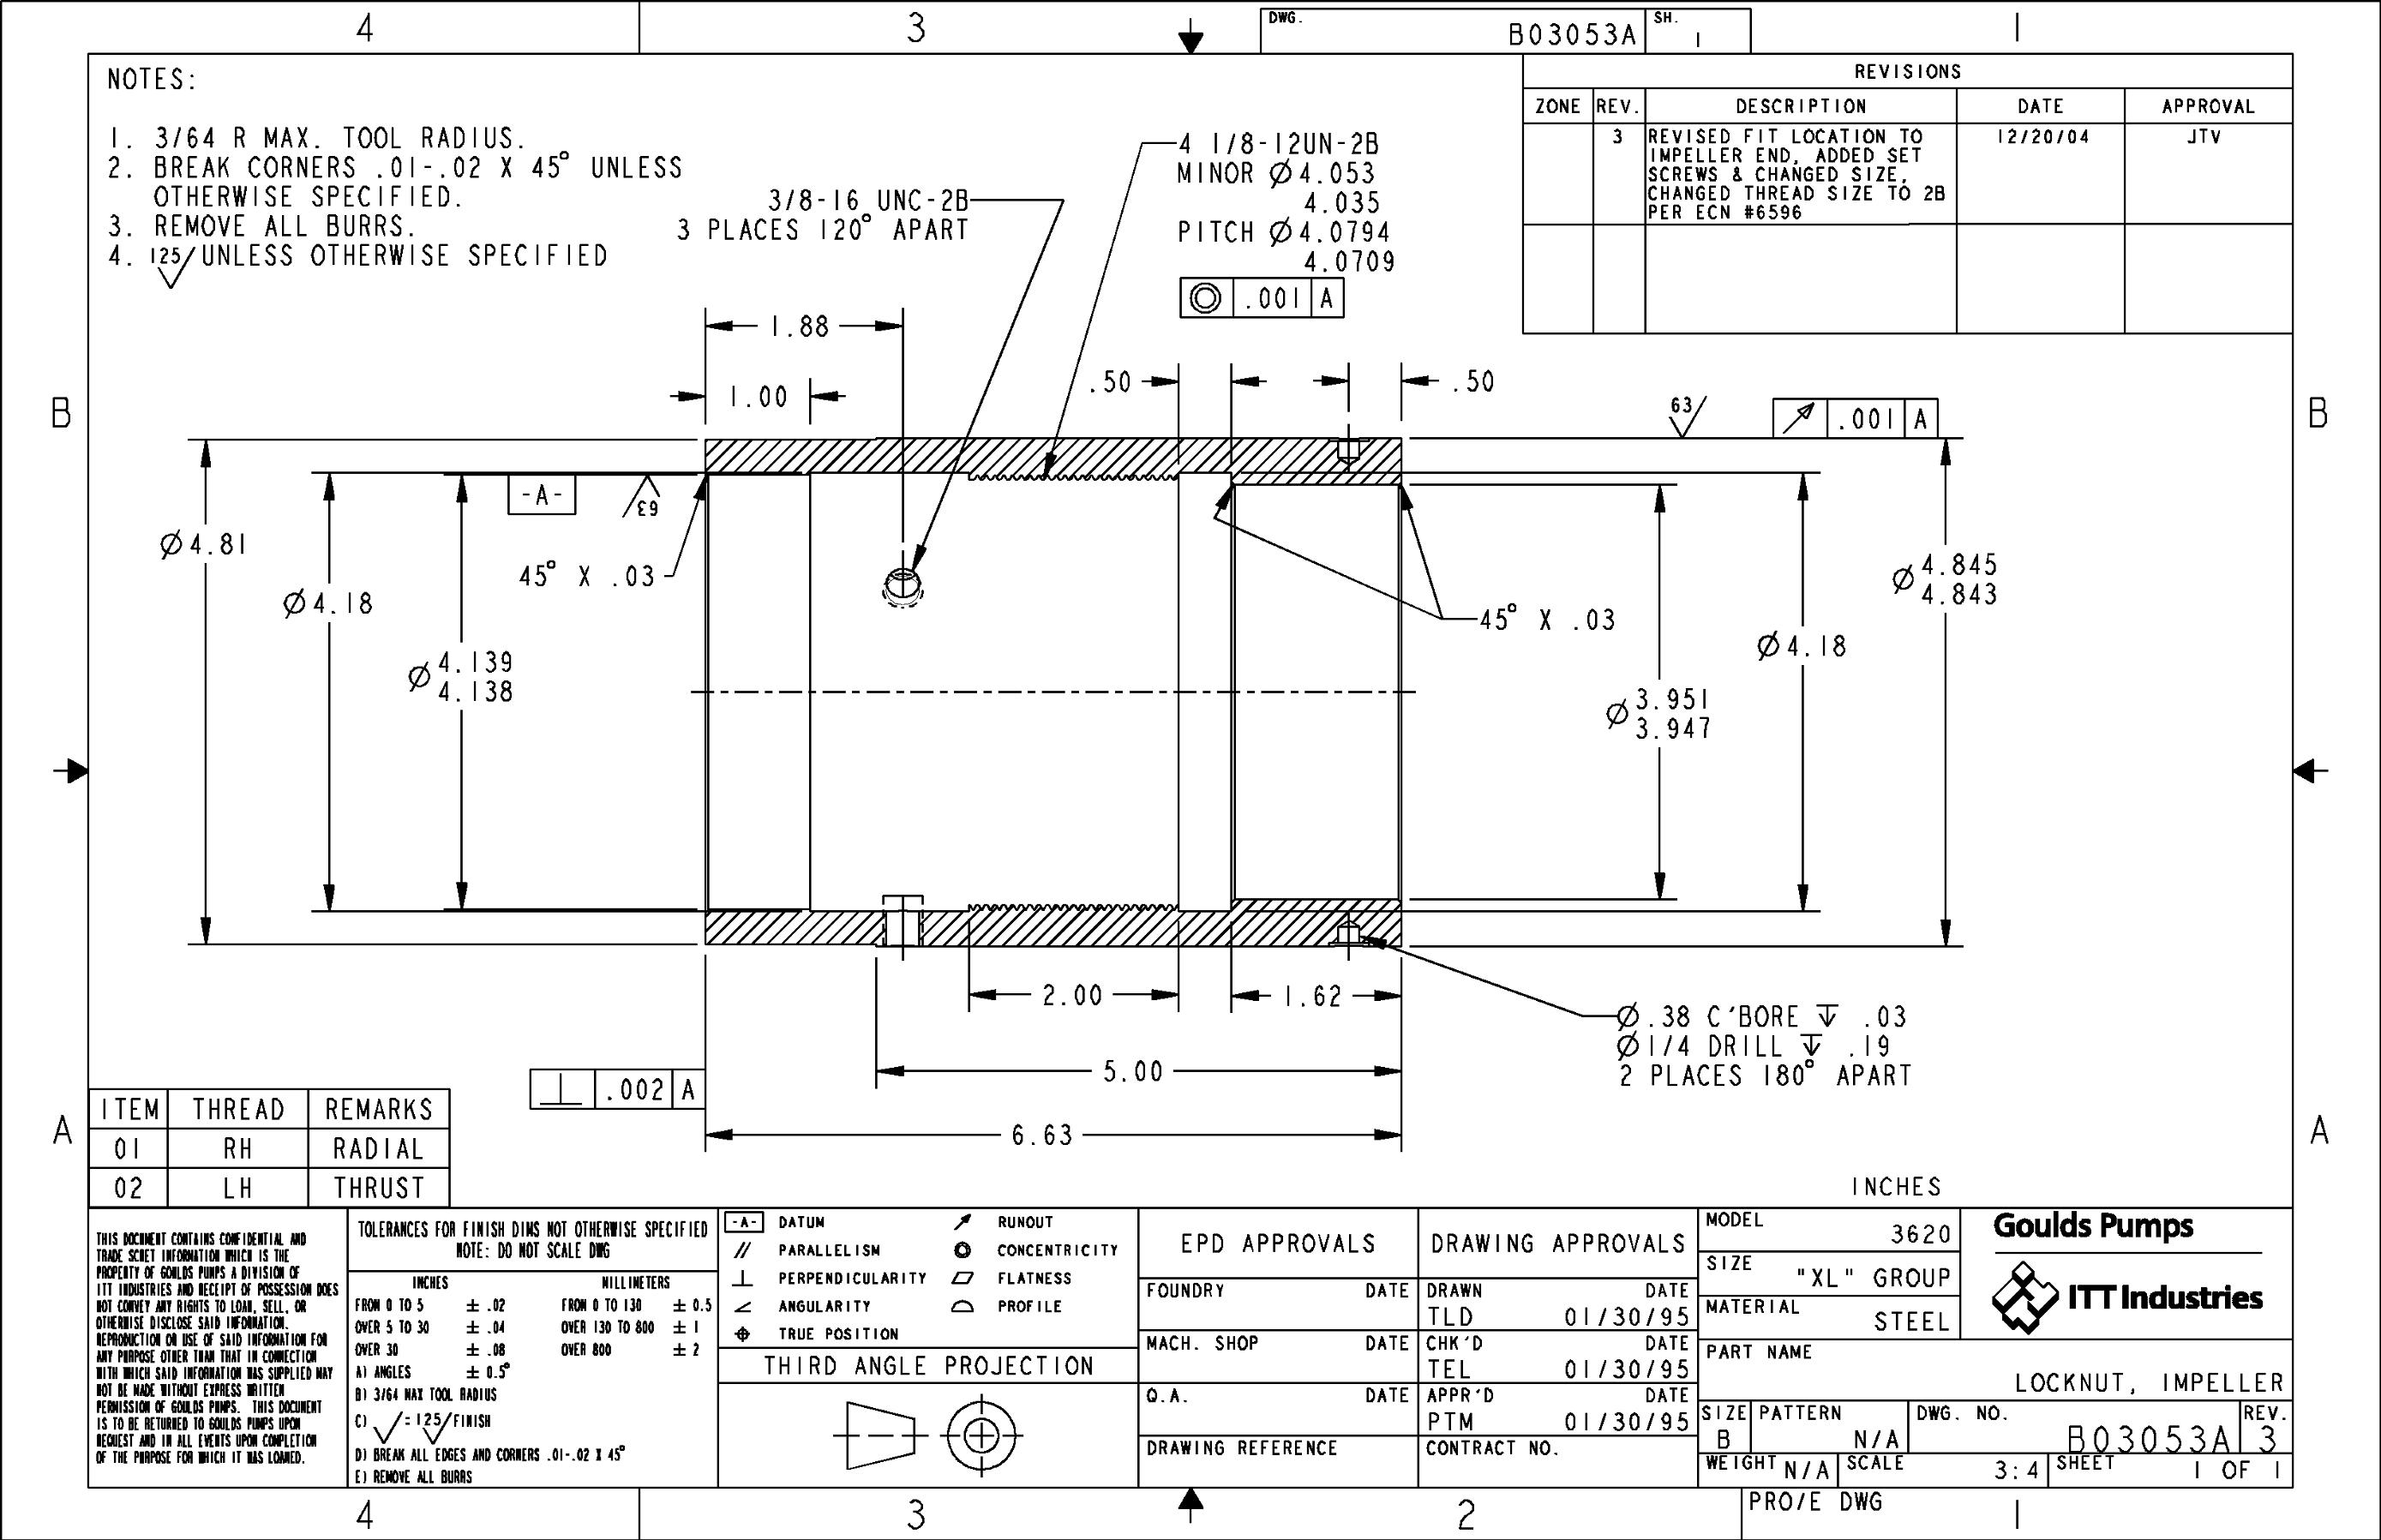 4
3
DWG.
B03053A
SH.
1
1
NOTES:
1. 3/64 R MAX. TOOL RADIUS.
2. BREAK CORNERS .01-.02 X 45° UNLESS
OTHERWISE SPECIFIED.
3. REMOVE ALL BURRS.
4. 125 UNLESS OTHERWISE SPECIFIED
REVISIONS
ZONE REV. DESCRIPTION DATE APPROVAL
3 REVISED FIT LOCATION TO 12/20/04 JTV
IMPELLER END, ADDED SET
SCREWS & CHANGED SIZE,
CHANGED THREAD SIZE TO 2B
PER ECN #6596
3/8-16 UNC-2B
3 PLACES 120° APART
4 1/8-12UN-2B
MINOR Ø4.053
4.035
PITCH Ø4.0794
4.0709
◎ .001 A
1.88
1.00
.50
.50
63
↗ .001 A
B
B
-A-
63
Ø4.81
45° X .03
Ø4.18
Ø4.139
4.138
45° X .03
Ø4.845
4.843
Ø4.18
Ø3.951
3.947
2.00
1.62
Ø.38 C'BORE ↧ .03
Ø1/4 DRILL ↧ .19
2 PLACES 180° APART
5.00
⊥ .002 A
6.63
A
A
ITEM THREAD REMARKS
01 RH RADIAL
02 LH THRUST
INCHES
THIS DOCUMENT CONTAINS CONFIDENTIAL AND
TRADE SCRET INFORMATION WHICH IS THE
PROPERTY OF GOULDS PUMPS A DIVISION OF
ITT INDUSTRIES AND RECEIPT OF POSSESSION DOES
NOT CONVEY ANY RIGHTS TO LOAN, SELL, OR
OTHERWISE DISCLOSE SAID INFORMATION.
REPRODUCTION OR USE OF SAID INFORMATION FOR
ANY PURPOSE OTHER THAN THAT IN CONNECTION
WITH WHICH SAID INFORMATION WAS SUPPLIED MAY
NOT BE MADE WITHOUT EXPRESS WRITTEN
PERMISSION OF GOULDS PUMPS. THIS DOCUMENT
IS TO BE RETURNED TO GOULDS PUMPS UPON
REQUEST AND IN ALL EVENTS UPON COMPLETION
OF THE PURPOSE FOR WHICH IT WAS LOANED.
TOLERANCES FOR FINISH DIMS NOT OTHERWISE SPECIFIED
NOTE: DO NOT SCALE DWG
INCHES MILLIMETERS
FROM 0 TO 5 ± .02 FROM 0 TO 130 ± 0.5
OVER 5 TO 30 ± .04 OVER 130 TO 800 ± 1
OVER 30 ± .08 OVER 800 ± 2
A) ANGLES ± 0.5°
B) 3/64 MAX TOOL RADIUS
C) √ = 125 FINISH
D) BREAK ALL EDGES AND CORNERS .01-.02 X 45°
E) REMOVE ALL BURRS
-A- DATUM RUNOUT
PARALLELISM CONCENTRICITY
PERPENDICULARITY FLATNESS
ANGULARITY PROFILE
TRUE POSITION
THIRD ANGLE PROJECTION
EPD APPROVALS
FOUNDRY DATE
MACH. SHOP DATE
Q.A. DATE
DRAWING REFERENCE
DRAWING APPROVALS
DRAWN DATE
TLD 01/30/95
CHK'D DATE
TEL 01/30/95
APPR'D DATE
PTM 01/30/95
CONTRACT NO.
MODEL
3620
SIZE
"XL" GROUP
MATERIAL
STEEL
Goulds Pumps
ITT Industries
PART NAME
LOCKNUT, IMPELLER
SIZE PATTERN DWG. NO. REV.
B N/A B03053A 3
WEIGHT N/A SCALE 3:4 SHEET 1 OF 1
4
3
2
PRO/E DWG
1